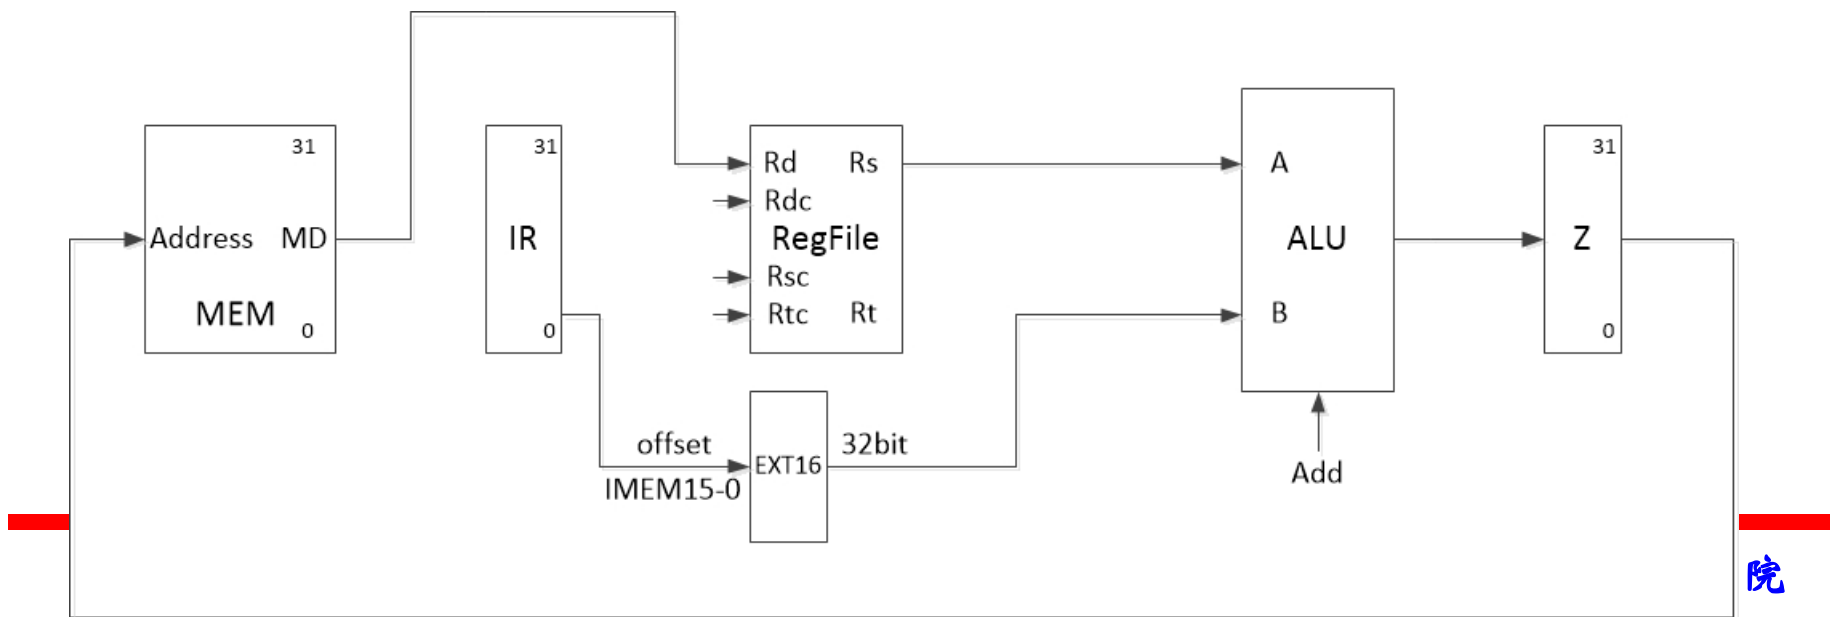 31
Address MD
MEM
0
31
IR
0
Rd Rs
Rdc
RegFile
Rsc
Rtc Rt
offset
IMEM15-0
EXT16
32bit
A
ALU
B
Add
31
Z
0
院